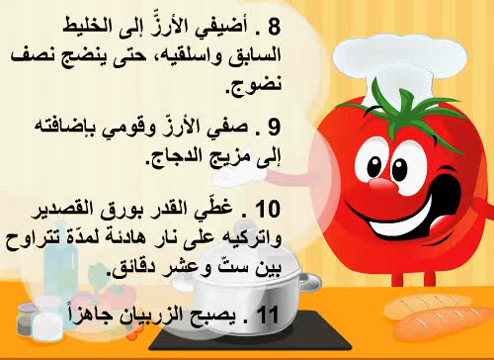 8 . أضيفي الأرزّ إلى الخليط
السابق واسلقيه، حتى ينضج نصف
نضوج.
9 . صفي الأرزّ وقومي بإضافته
إلى مزيج الدجاج.
10 . غطّي القدر بورق القصدير
واتركيه على نار هادئة لمدّة تتراوح
بين ستّ وعشر دقائق.
11 . يصبح الزربيان جاهزاً